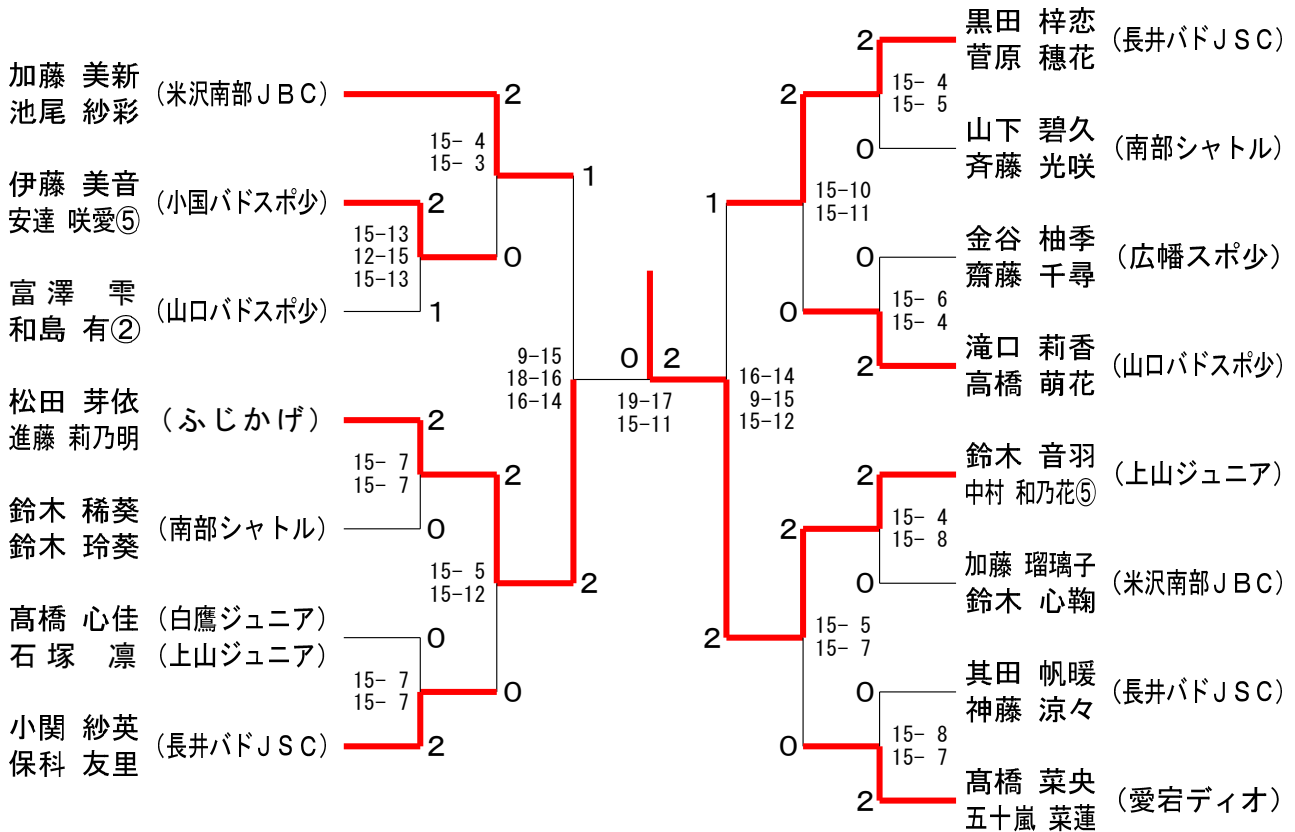 加藤 美新
池尾 紗彩
(米沢南部ＪＢＣ)
2
15- 4
15- 3
伊藤 美音
安達 咲愛⑤
(小国バドスポ少)
2
15-13
12-15
15-13
0
富澤 雫
和島 有②
(山口バドスポ少)
1
1
松田 芽依
進藤 莉乃明
(ふじかげ)
2
15- 7
15- 7
2
鈴木 稀葵
鈴木 玲葵
(南部シャトル)
0
15- 5
15-12
2
髙橋 心佳
石塚 凛
(白鷹ジュニア)
(上山ジュニア)
0
15- 7
15- 7
0
小関 紗英
保科 友里
(長井バドＪＳＣ)
2
9-15
18-16
16-14
0
2
19-17
15-11
黒田 梓恋
菅原 穂花
(長井バドＪＳＣ)
2
15- 4
15- 5
2
山下 碧久
斉藤 光咲
(南部シャトル)
0
15-10
15-11
1
金谷 柚季
齋藤 千尋
(広幡スポ少)
0
15- 6
15- 4
0
滝口 莉香
高橋 萌花
(山口バドスポ少)
2
16-14
9-15
15-12
鈴木 音羽
中村 和乃花⑤
(上山ジュニア)
2
15- 4
15- 8
2
加藤 瑠璃子
鈴木 心鞠
(米沢南部ＪＢＣ)
0
15- 5
15- 7
2
其田 帆暖
神藤 涼々
(長井バドＪＳＣ)
0
15- 8
15- 7
0
髙橋 菜央
五十嵐 菜蓮
(愛宕ディオ)
2